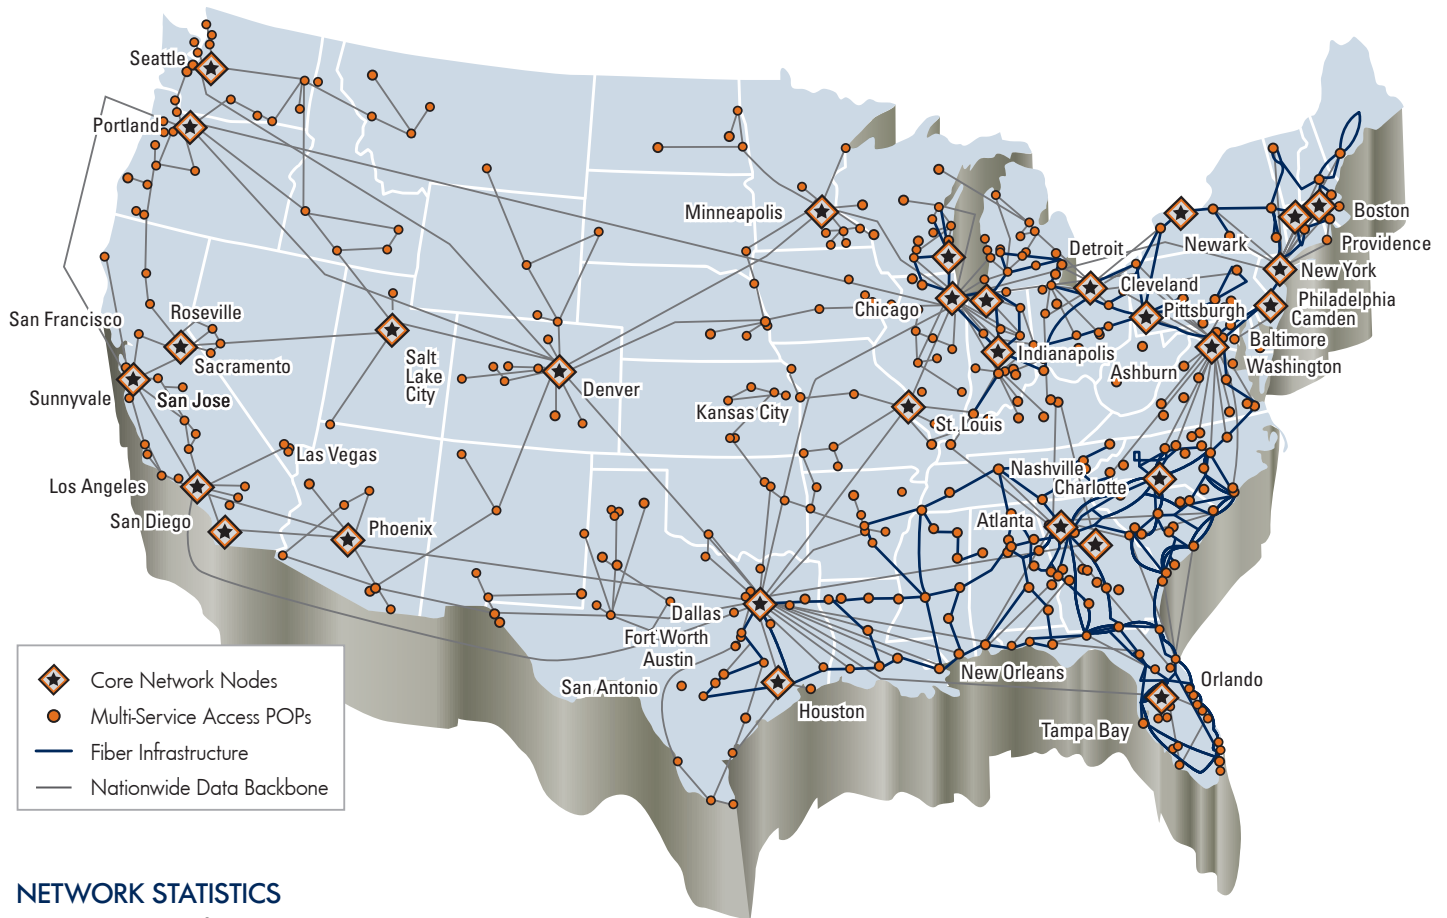 Seattle
Portland
Minneapolis
Boston
Providence
Detroit
Newark
New York
Cleveland
Philadelphia
Camden
Pittsburgh
Baltimore
Washington
Ashburn
Chicago
Indianapolis
San Francisco
Roseville
Sacramento
Salt
Lake
City
Denver
Sunnyvale
San Jose
Kansas City
St. Louis
Las Vegas
Los Angeles
Nashville
Charlotte
San Diego
Phoenix
Atlanta
Dallas
Fort Worth
Austin
San Antonio
New Orleans
Orlando
Houston
Tampa Bay
Core Network Nodes
Multi-Service Access POPs
Fiber Infrastructure
Nationwide Data Backbone
NETWORK STATISTICS